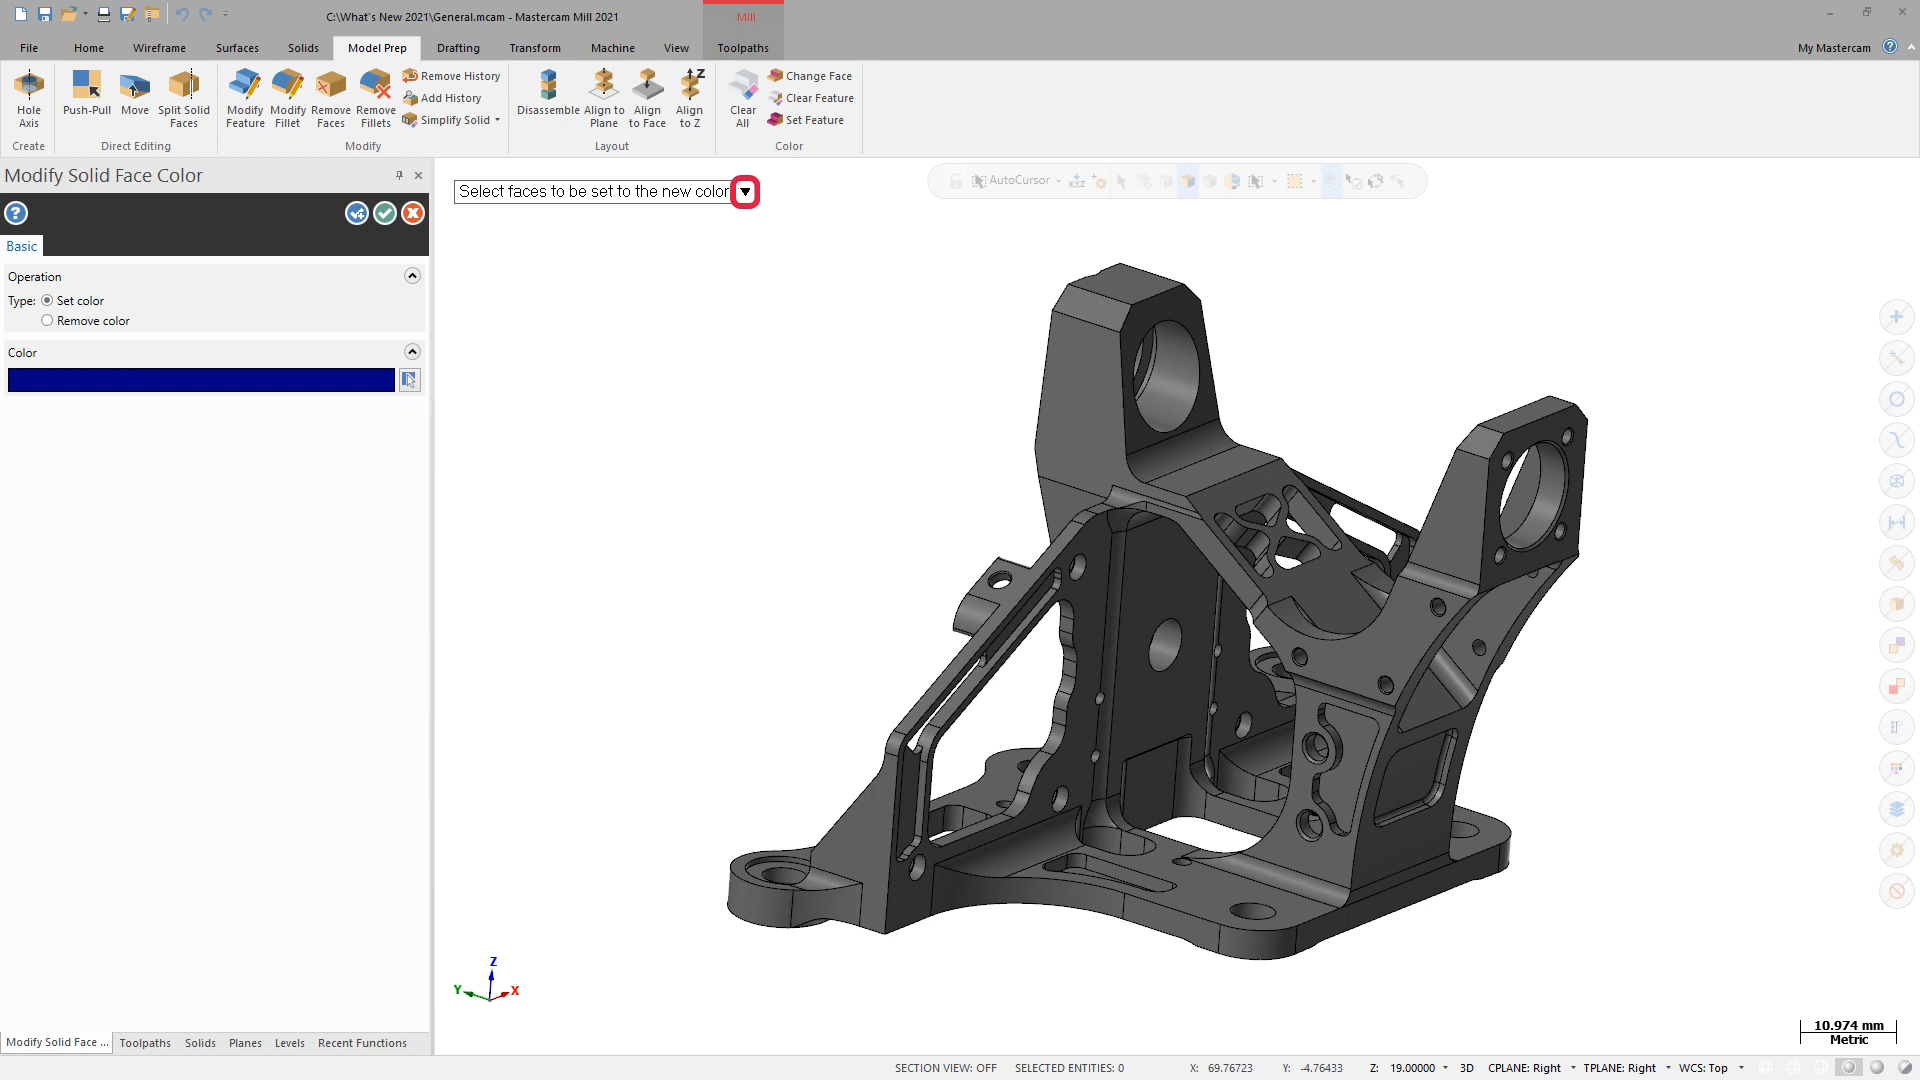 C:\What's New 2021\General.mcam - Mastercam Mill 2021
Mill
File Home Wireframe Surfaces Solids Model Prep Drafting Transform Machine View Toolpaths My Mastercam
Hole Axis
Push-Pull
Move
Split Solid Faces
Modify Feature
Modify Fillet
Remove Faces
Remove Fillets
Remove History
Add History
Simplify Solid
Disassemble
Align to Plane
Align to Face
Align to Z
Clear All
Change Face
Clear Feature
Set Feature
Create Direct Editing Modify Layout Color
Modify Solid Face Color
Select faces to be set to the new color
AutoCursor
Basic
Operation
Type: Set color
Remove color
Color
Z
Y
X
10.974 mm
Metric
Modify Solid Face ... Toolpaths Solids Planes Levels Recent Functions
SECTION VIEW: OFF SELECTED ENTITIES: 0 X: 69.76723 Y: -4.76433 Z: 19.00000 3D CPLANE: Right TPLANE: Right WCS: Top